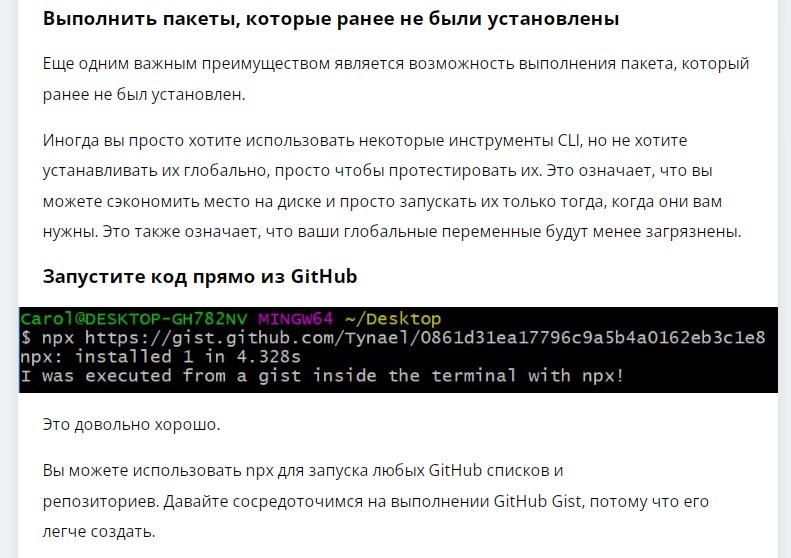 Выполнить пакеты, которые ранее не были установлены
Еще одним важным преимуществом является возможность выполнения пакета, который
ранее не был установлен.
Иногда вы просто хотите использовать некоторые инструменты CLI, но не хотите
устанавливать их глобально, просто чтобы протестировать их. Это означает, что вы
можете сэкономить место на диске и просто запускать их только тогда, когда они вам
нужны. Это также означает, что ваши глобальные переменные будут менее загрязнены.
Запустите код прямо из GitHub
Carol@DESKTOP-GH782NV MINGW64 ~/Desktop
$ npx https://gist.github.com/Tynael/0861d31ea17796c9a5b4a0162eb3c1e8
npx: installed 1 in 4.328s
I was executed from a gist inside the terminal with npx!
Это довольно хорошо.
Вы можете использовать npx для запуска любых GitHub списков и
репозиториев. Давайте сосредоточимся на выполнении GitHub Gist, потому что его
легче создать.